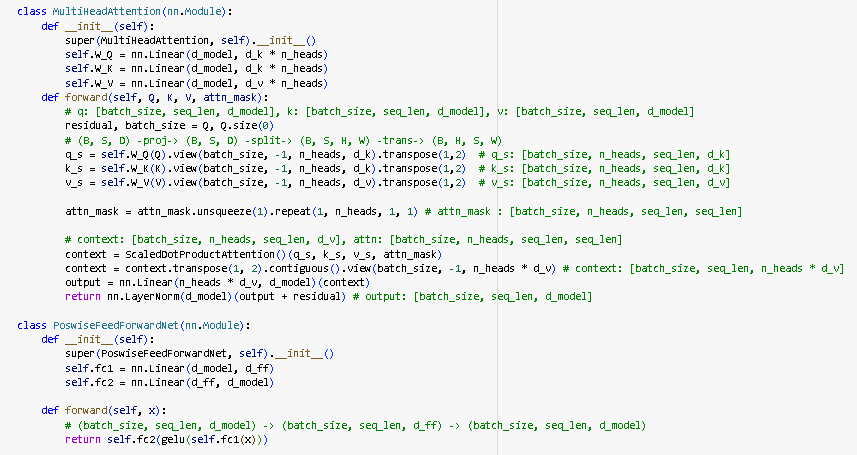 class MultiHeadAttention(nn.Module):
    def __init__(self):
        super(MultiHeadAttention, self).__init__()
        self.W_Q = nn.Linear(d_model, d_k * n_heads)
        self.W_K = nn.Linear(d_model, d_k * n_heads)
        self.W_V = nn.Linear(d_model, d_v * n_heads)
    def forward(self, Q, K, V, attn_mask):
        # q: [batch_size, seq_len, d_model], k: [batch_size, seq_len, d_model], v: [batch_size, seq_len, d_model]
        residual, batch_size = Q, Q.size(0)
        # (B, S, D) -proj-> (B, S, D) -split-> (B, S, H, W) -trans-> (B, H, S, W)
        q_s = self.W_Q(Q).view(batch_size, -1, n_heads, d_k).transpose(1,2)  # q_s: [batch_size, n_heads, seq_len, d_k]
        k_s = self.W_K(K).view(batch_size, -1, n_heads, d_k).transpose(1,2)  # k_s: [batch_size, n_heads, seq_len, d_k]
        v_s = self.W_V(V).view(batch_size, -1, n_heads, d_v).transpose(1,2)  # v_s: [batch_size, n_heads, seq_len, d_v]

        attn_mask = attn_mask.unsqueeze(1).repeat(1, n_heads, 1, 1) # attn_mask : [batch_size, n_heads, seq_len, seq_len]

        # context: [batch_size, n_heads, seq_len, d_v], attn: [batch_size, n_heads, seq_len, seq_len]
        context = ScaledDotProductAttention()(q_s, k_s, v_s, attn_mask)
        context = context.transpose(1, 2).contiguous().view(batch_size, -1, n_heads * d_v) # context: [batch_size, seq_len, n_heads * d_v]
        output = nn.Linear(n_heads * d_v, d_model)(context)
        return nn.LayerNorm(d_model)(output + residual) # output: [batch_size, seq_len, d_model]

class PoswiseFeedForwardNet(nn.Module):
    def __init__(self):
        super(PoswiseFeedForwardNet, self).__init__()
        self.fc1 = nn.Linear(d_model, d_ff)
        self.fc2 = nn.Linear(d_ff, d_model)

    def forward(self, x):
        # (batch_size, seq_len, d_model) -> (batch_size, seq_len, d_ff) -> (batch_size, seq_len, d_model)
        return self.fc2(gelu(self.fc1(x)))